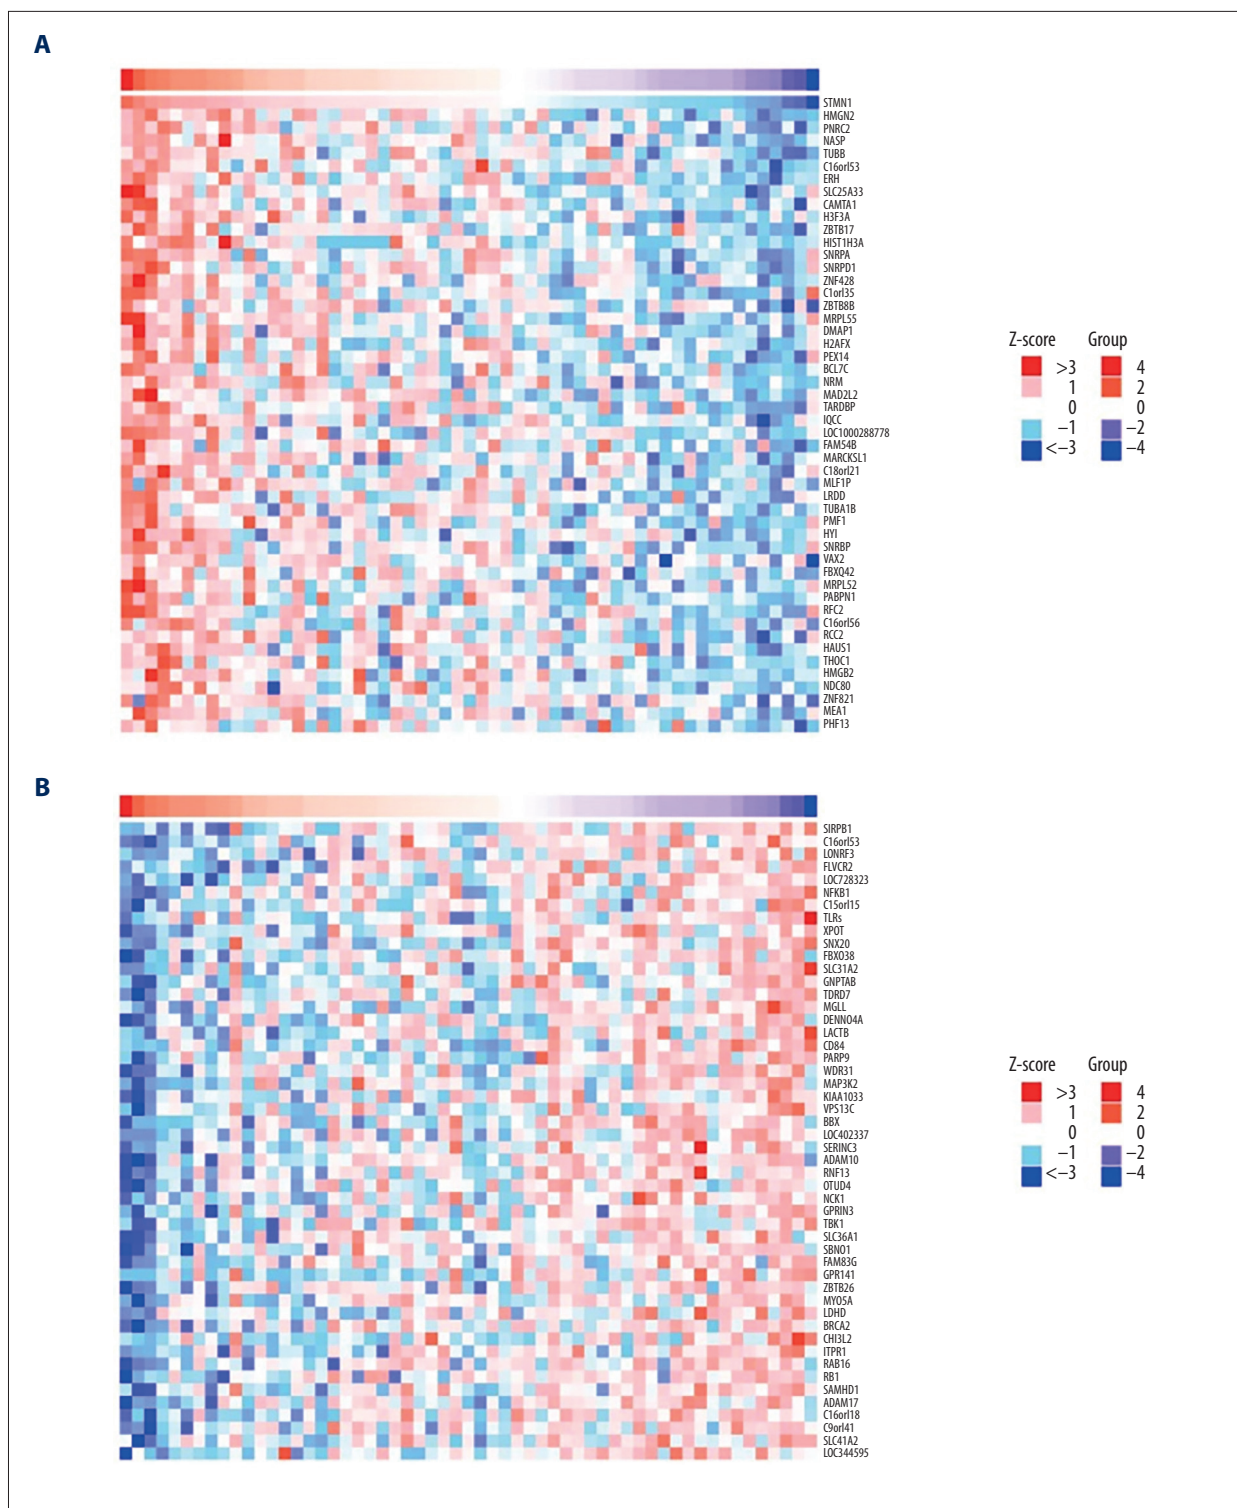 A
STMN1
HMGN2
PNRC2
NASP
TUBB
C16orl53
ERH
SLC25A33
CAMTA1
H3F3A
ZBTB17
HIST1H3A
SNRPA
SNRPD1
ZNF428
C1orl35
ZBTB8B
MRPL55
DMAP1
H2AFX
PEX14
BCL7C
NRM
MAD2L2
TARDBP
IQCC
LOC1000288778
FAM54B
MARCKSL1
C18orl21
MLF1P
LRDD
TUBA1B
PMF1
HYI
SNRBP
VAX2
FBXQ42
MRPL52
PABPN1
RFC2
C16orl56
RCC2
HAUS1
THOC1
HMGB2
NDC80
ZNF821
MEA1
PHF13
Z-score Group
>3 4
1 2
0 0
−1 −2
<−3 −4
B
SIRPB1
C16orl53
LONRF3
FLVCR2
LOC728323
NFKB1
C15orl15
TLRs
XPOT
SNX20
FBXO38
SLC31A2
GNPTAB
TDRD7
MGLL
DENNO4A
LACTB
CD84
PARP9
WDR31
MAP3K2
KIAA1033
VPS13C
BBX
LOC402337
SERINC3
ADAM10
RNF13
OTUD4
NCK1
GPRIN3
TBK1
SLC36A1
SBNO1
FAM83G
GPR141
ZBTB26
MYO5A
LDHD
BRCA2
CHI3L2
ITPR1
RAB16
RB1
SAMHD1
ADAM17
C16orl18
C9orl41
SLC41A2
LOC344595
Z-score Group
>3 4
1 2
0 0
−1 −2
<−3 −4